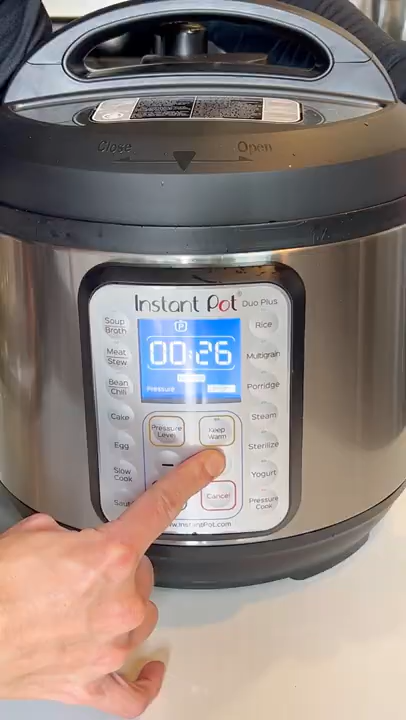 Close
Open
Instant Pot® Duo Plus
Soup
Broth
Meat
Stew
Bean
Chili
Cake
Egg
Slow
Cook
Sauté
00:26
Pressure
Pressure
Level
Keep
Warm
−
Cancel
Rice
Multigrain
Porridge
Steam
Sterilize
Yogurt
Pressure
Cook
www.InstantPot.com